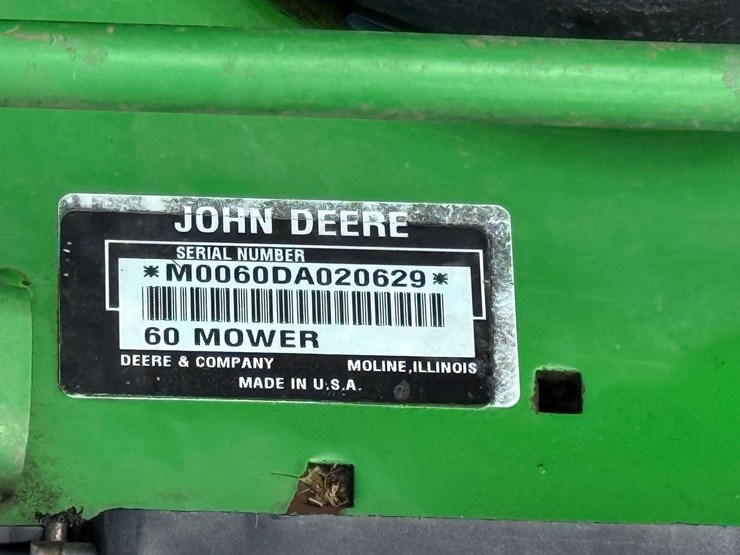 JOHN DEERE
SERIAL NUMBER
*M0060DA020629*
60 MOWER
DEERE & COMPANY MOLINE, ILLINOIS
MADE IN U.S.A.